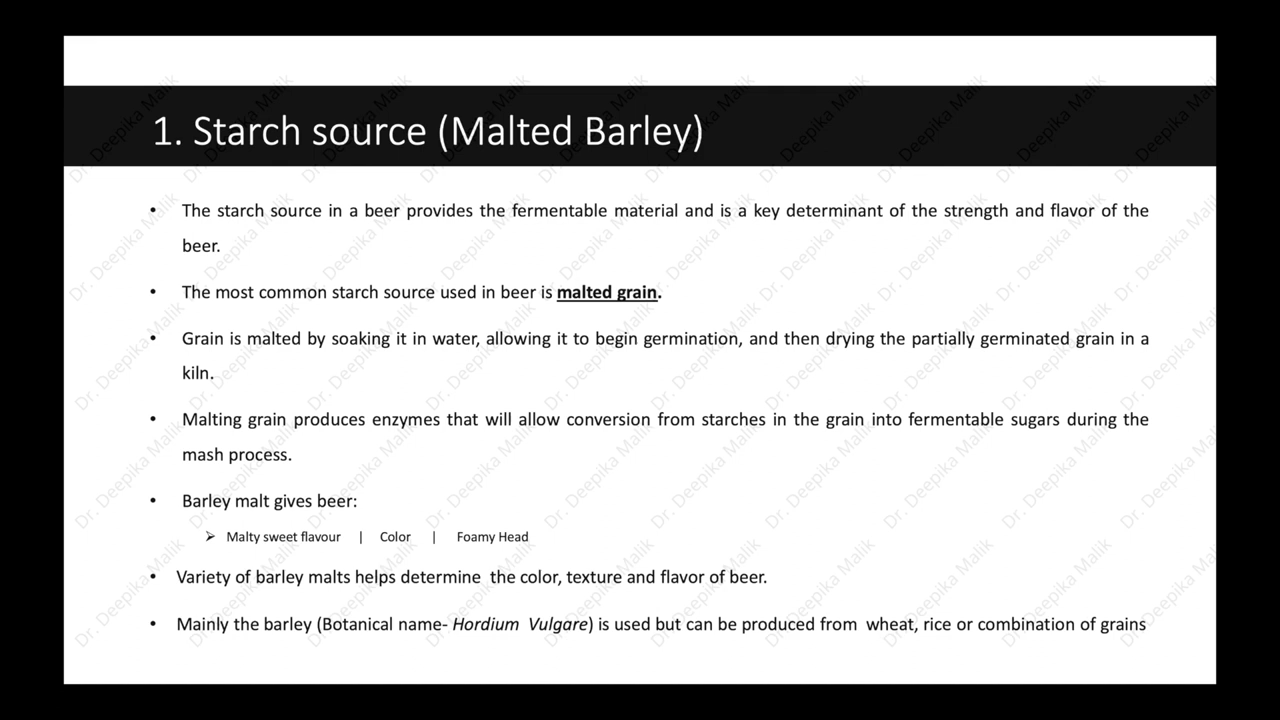 1. Starch source (Malted Barley)
• The starch source in a beer provides the fermentable material and is a key determinant of the strength and flavor of the
beer.
• The most common starch source used in beer is malted grain.
• Grain is malted by soaking it in water, allowing it to begin germination, and then drying the partially germinated grain in a
kiln.
• Malting grain produces enzymes that will allow conversion from starches in the grain into fermentable sugars during the
mash process.
• Barley malt gives beer:
➢ Malty sweet flavour | Color | Foamy Head
• Variety of barley malts helps determine the color, texture and flavor of beer.
• Mainly the barley (Botanical name- Hordium Vulgare) is used but can be produced from wheat, rice or combination of grains
Dr. Deepika Malik